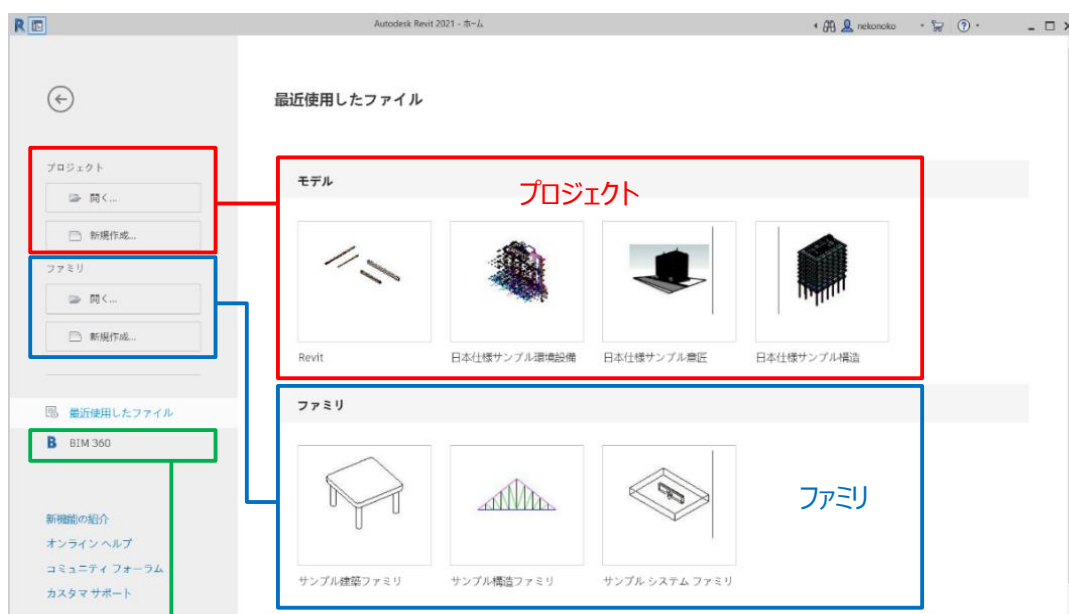 R
Autodesk Revit 2021 - ホーム
nekonoko
最近使用したファイル
プロジェクト
開く...
新規作成...
ファミリ
開く...
新規作成...
最近使用したファイル
B BIM 360
新機能の紹介
オンライン ヘルプ
コミュニティ フォーラム
カスタマ サポート
モデル
プロジェクト
Revit
日本仕様サンプル環境設備
日本仕様サンプル意匠
日本仕様サンプル構造
ファミリ
ファミリ
サンプル建築ファミリ
サンプル構造ファミリ
サンプル システム ファミリ